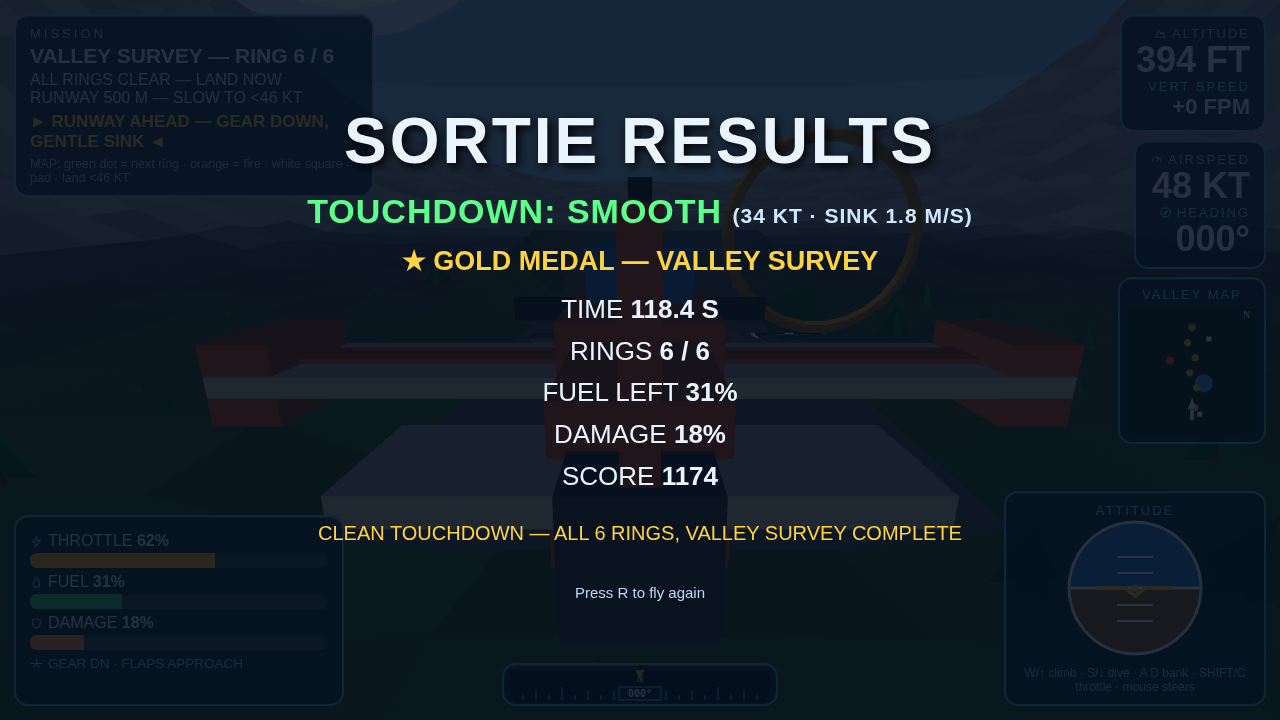 MISSION
VALLEY SURVEY — RING 6 / 6
ALL RINGS CLEAR — LAND NOW
RUNWAY 500 M — SLOW TO <46 KT
► RUNWAY AHEAD — GEAR DOWN,
GENTLE SINK ◄
MAP: green dot = next ring · orange = fire · white square =
pad · land <46 KT
ALTITUDE
394 FT
VERT SPEED
+0 FPM
AIRSPEED
48 KT
HEADING
000°
VALLEY MAP
N
SORTIE RESULTS
TOUCHDOWN: SMOOTH (34 KT · SINK 1.8 M/S)
★ GOLD MEDAL — VALLEY SURVEY
TIME 118.4 S
RINGS 6 / 6
FUEL LEFT 31%
DAMAGE 18%
SCORE 1174
CLEAN TOUCHDOWN — ALL 6 RINGS, VALLEY SURVEY COMPLETE
Press R to fly again
THROTTLE 62%
FUEL 31%
DAMAGE 18%
GEAR DN · FLAPS APPROACH
N
000°
ATTITUDE
W/↑ climb · S/↓ dive · A D bank · SHIFT/C
throttle · mouse steers